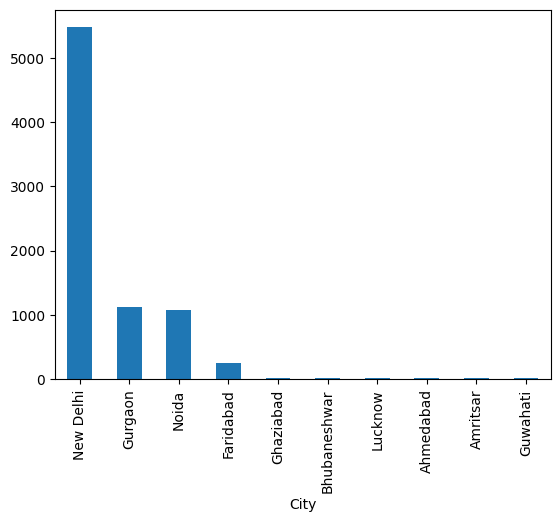 5000
4000
3000
2000
1000
0
New Delhi
Gurgaon
Noida
Faridabad
Ghaziabad
Bhubaneshwar
Lucknow
Ahmedabad
Amritsar
Guwahati
City